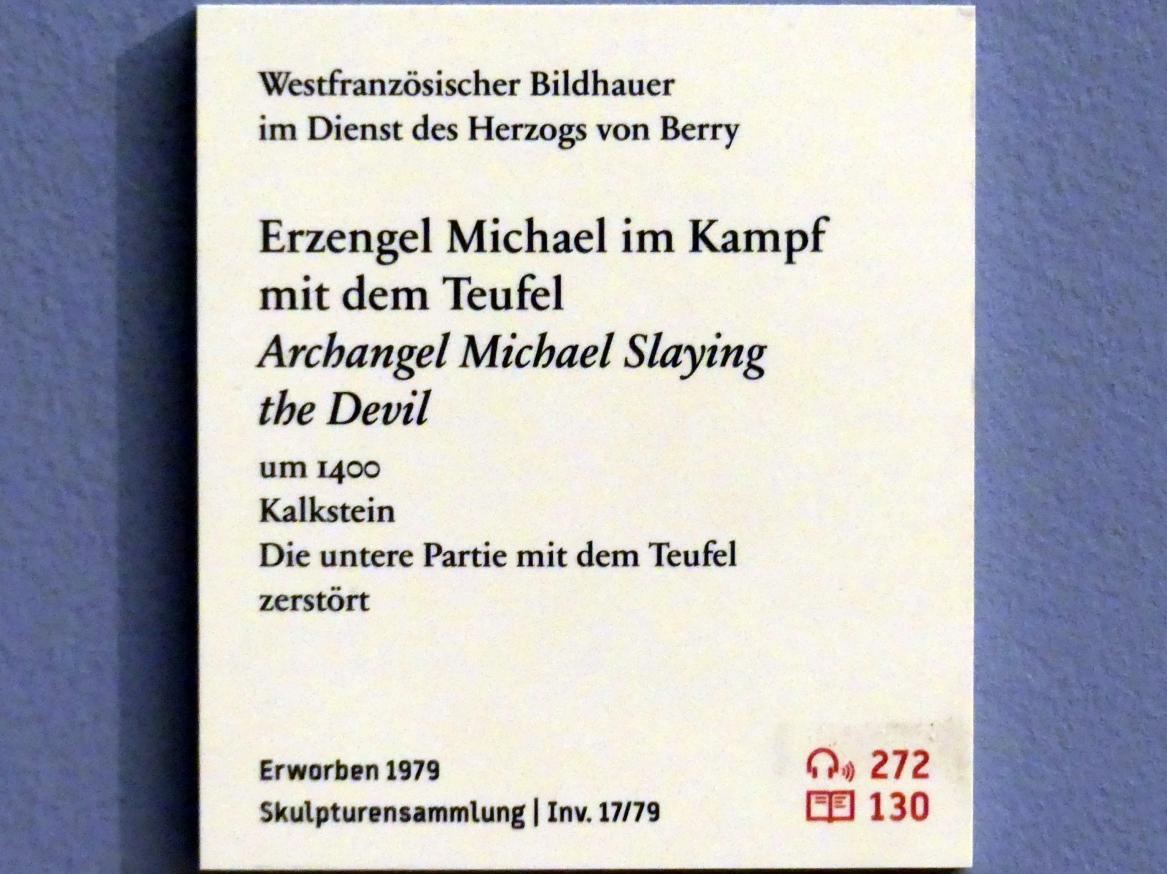 Westfranzösischer Bildhauer
im Dienst des Herzogs von Berry
Erzengel Michael im Kampf
mit dem Teufel
Archangel Michael Slaying
the Devil
um 1400
Kalkstein
Die untere Partie mit dem Teufel
zerstört
Erworben 1979
Skulpturensammlung | Inv. 17/79
272
130